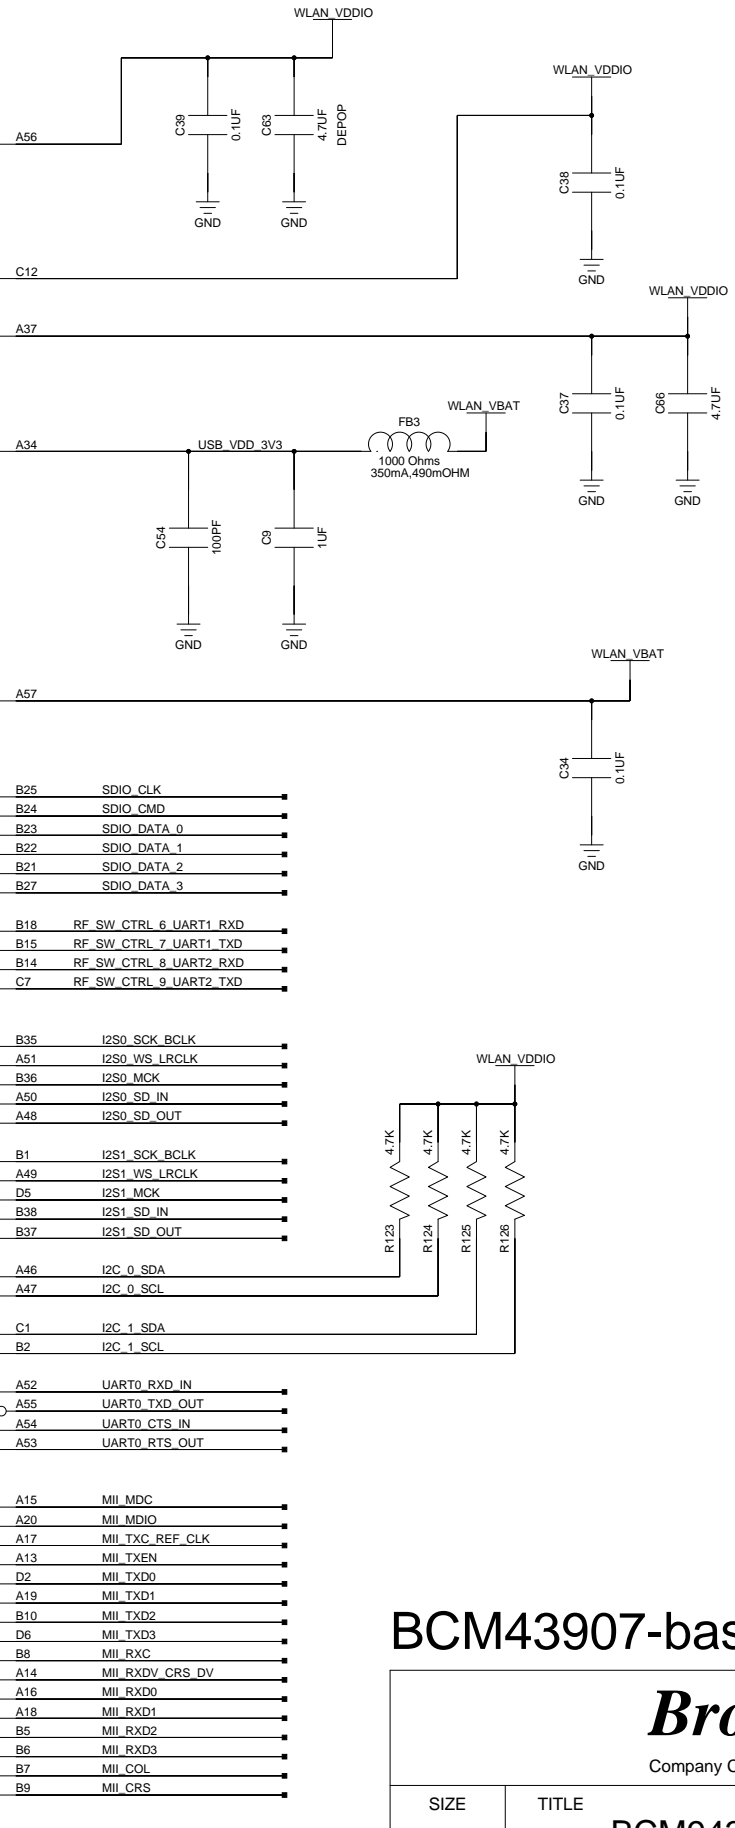 WLAN_VDDIO
A56
C39
0.1UF
C63
4.7UF
DEPOP
GND
GND
WLAN_VDDIO
C38
0.1UF
GND
C12
WLAN_VDDIO
A37
C37
0.1UF
C66
4.7UF
GND
GND
A34
USB_VDD_3V3
FB3
1000 Ohms
350mA,490mOHM
WLAN_VBAT
C54
100PF
C9
1UF
GND
GND
WLAN_VBAT
A57
C34
0.1UF
GND
B25 SDIO_CLK
B24 SDIO_CMD
B23 SDIO_DATA_0
B22 SDIO_DATA_1
B21 SDIO_DATA_2
B27 SDIO_DATA_3
B18 RF_SW_CTRL_6_UART1_RXD
B15 RF_SW_CTRL_7_UART1_TXD
B14 RF_SW_CTRL_8_UART2_RXD
C7 RF_SW_CTRL_9_UART2_TXD
B35 I2S0_SCK_BCLK
A51 I2S0_WS_LRCLK
B36 I2S0_MCK
A50 I2S0_SD_IN
A48 I2S0_SD_OUT
B1 I2S1_SCK_BCLK
A49 I2S1_WS_LRCLK
D5 I2S1_MCK
B38 I2S1_SD_IN
B37 I2S1_SD_OUT
WLAN_VDDIO
4.7K 4.7K 4.7K 4.7K
R123 R124 R125 R126
A46 I2C_0_SDA
A47 I2C_0_SCL
C1 I2C_1_SDA
B2 I2C_1_SCL
A52 UART0_RXD_IN
A55 UART0_TXD_OUT
A54 UART0_CTS_IN
A53 UART0_RTS_OUT
A15 MII_MDC
A20 MII_MDIO
A17 MII_TXC_REF_CLK
A13 MII_TXEN
D2 MII_TXD0
A19 MII_TXD1
B10 MII_TXD2
D6 MII_TXD3
B8 MII_RXC
A14 MII_RXDV_CRS_DV
A16 MII_RXD0
A18 MII_RXD1
B5 MII_RXD2
B6 MII_RXD3
B7 MII_COL
B9 MII_CRS
BCM43907-bas
Bro
Company C
SIZE TITLE